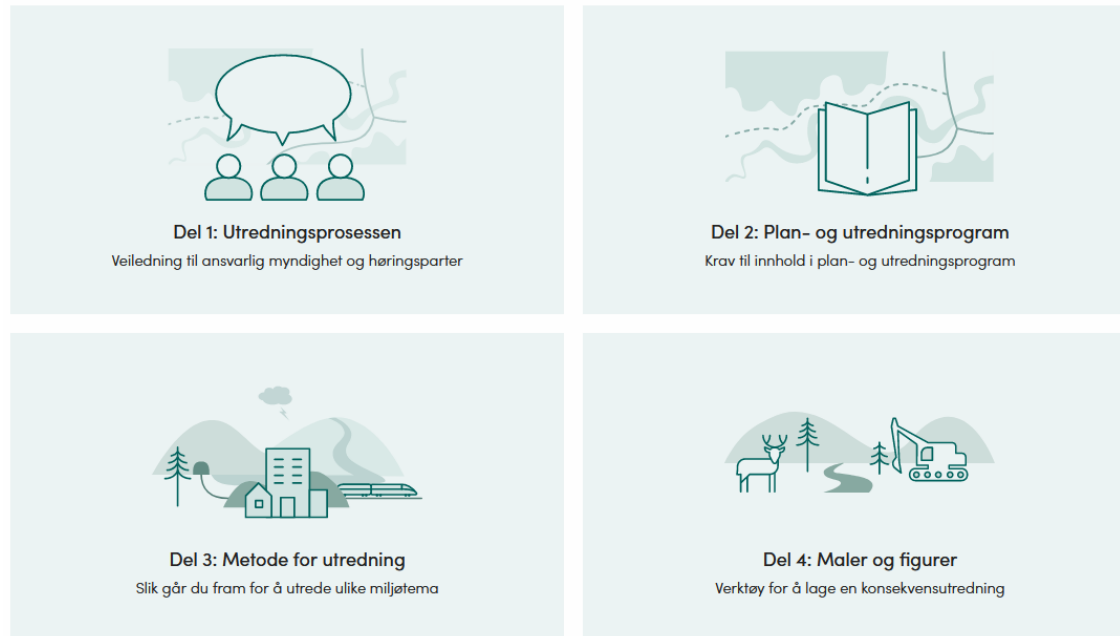 Del 1: Utredningsprosessen
Veiledning til ansvarlig myndighet og høringsparter
Del 2: Plan- og utredningsprogram
Krav til innhold i plan- og utredningsprogram
Del 3: Metode for utredning
Slik går du fram for å utrede ulike miljøtema
Del 4: Maler og figurer
Verktøy for å lage en konsekvensutredning